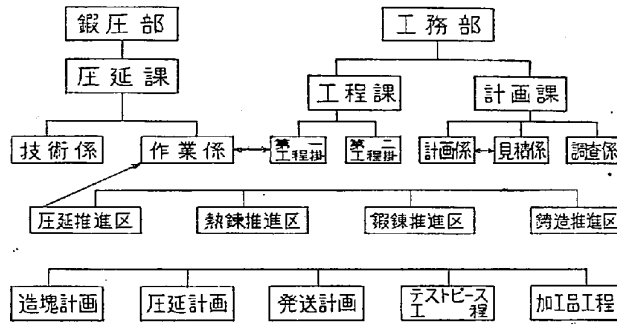 鍛圧部
工務部
圧延課
工程課
計画課
技術係
作業係
第一
工程掛
第二
工程掛
計画係
見積係
調査係
圧延推進区
熱錬推進区
鍛錬推進区
鋳造推進区
造塊計画
圧延計画
発送計画
テストピース
工程
加工品工程